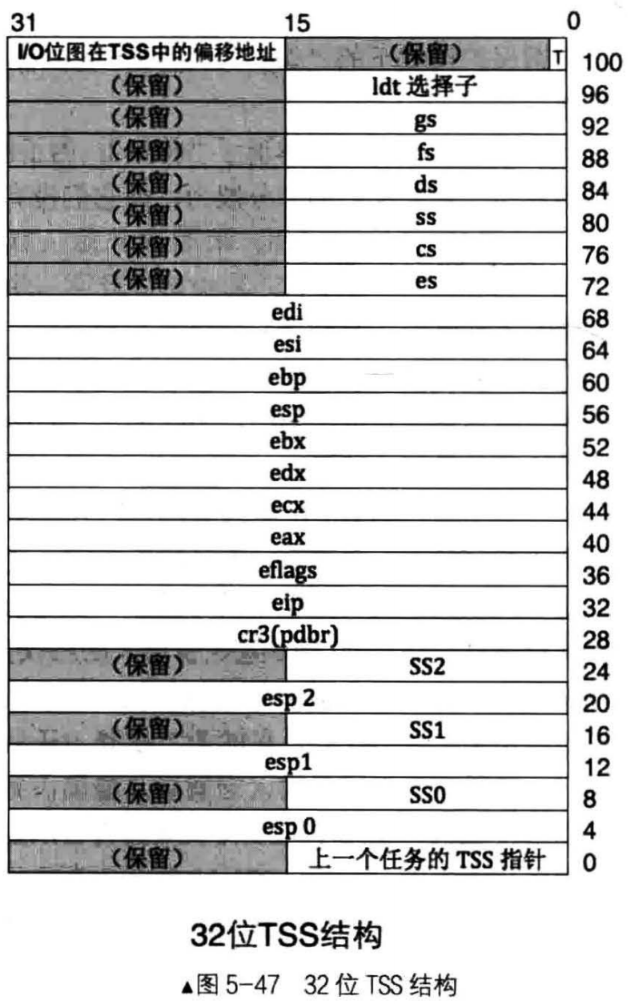 31 15 0
I/O位图在TSS中的偏移地址 (保留) T 100
(保留) ldt 选择子 96
(保留) gs 92
(保留) fs 88
(保留) ds 84
(保留) ss 80
(保留) cs 76
(保留) es 72
edi 68
esi 64
ebp 60
esp 56
ebx 52
edx 48
ecx 44
eax 40
eflags 36
eip 32
cr3(pdbr) 28
(保留) SS2 24
esp 2 20
(保留) SS1 16
esp1 12
(保留) SS0 8
esp 0 4
(保留) 上一个任务的 TSS 指针 0
32位TSS结构
▲图 5-47 32 位 TSS 结构